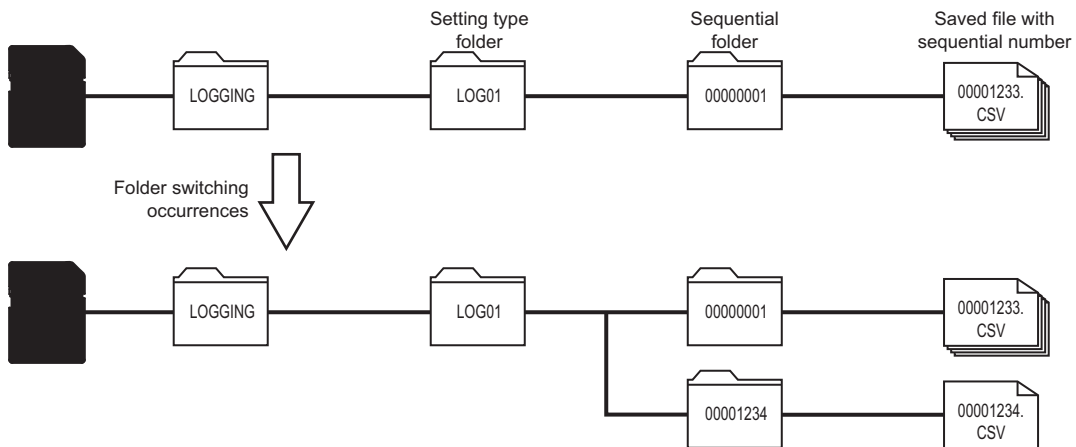 Setting type
folder
Sequential
folder
Saved file with
sequential number
LOGGING
LOG01
00000001
00001233.
CSV
Folder switching
occurrences
LOGGING
LOG01
00000001
00001233.
CSV
00001234
00001234.
CSV